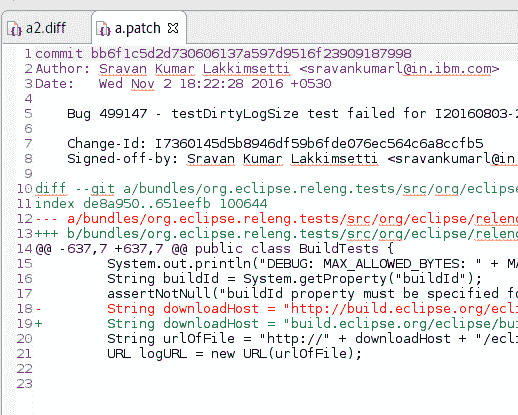 a2.diff a.patch
1 commit bb6f1c5d2d730606137a597d9516f23909187998
2 Author: Sravan Kumar Lakkimsetti <sravankumarl@in.ibm.com>
3 Date:   Wed Nov 2 18:22:28 2016 +0530
4
5     Bug 499147 - testDirtyLogSize test failed for I20160803-2
6
7     Change-Id: I7360145d5b8946df59b6fde076ec564c6a8ccfb5
8     Signed-off-by: Sravan Kumar Lakkimsetti <sravankumarl@in
9
10 diff --git a/bundles/org.eclipse.releng.tests/src/org/eclipse
11 index de8a950..651eefb 100644
12 --- a/bundles/org.eclipse.releng.tests/src/org/eclipse/releng
13 +++ b/bundles/org.eclipse.releng.tests/src/org/eclipse/releng
14 @@ -637,7 +637,7 @@ public class BuildTests {
15          System.out.println("DEBUG: MAX_ALLOWED_BYTES: " + MA
16          String buildId = System.getProperty("buildId");
17          assertNotNull("buildId property must be specified fo
18 -        String downloadHost = "http://build.eclipse.org/ecli
19 +        String downloadHost = "build.eclipse.org/eclipse/bu
20          String urlOfFile = "http://" + downloadHost + "/ecli
21          URL logURL = new URL(urlOfFile);
22
23